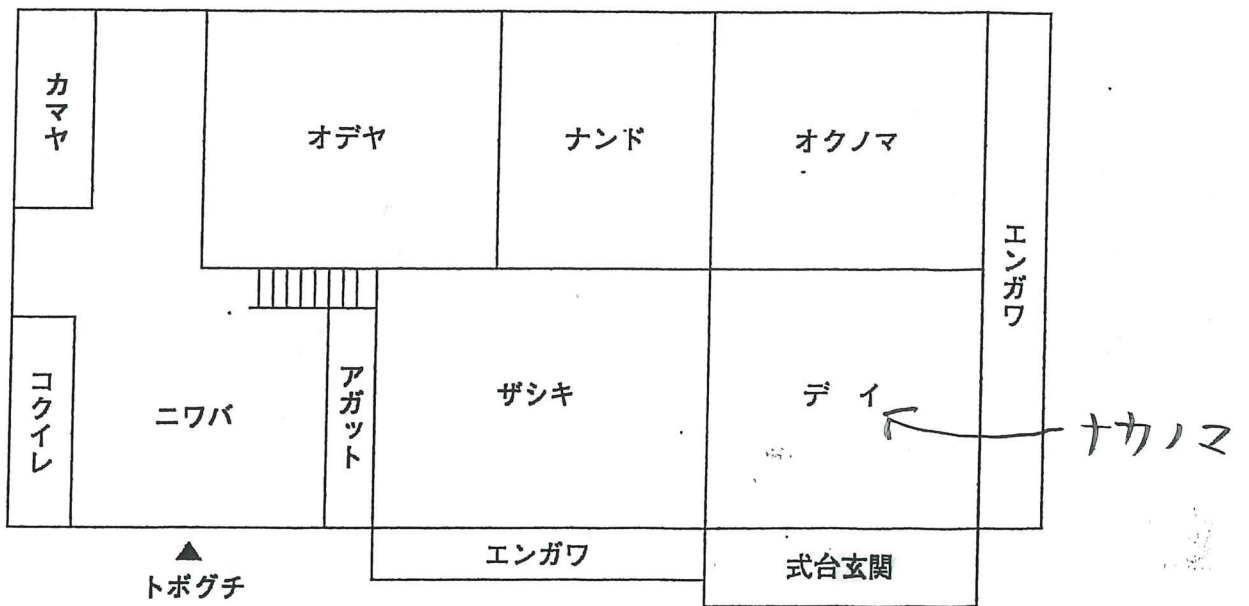 カマヤ
オデヤ
ナンド
オクノマ
エンガワ
コクイレ
ニワバ
アガット
ザシキ
デイ
ナカノマ
トボグチ
エンガワ
式台玄関